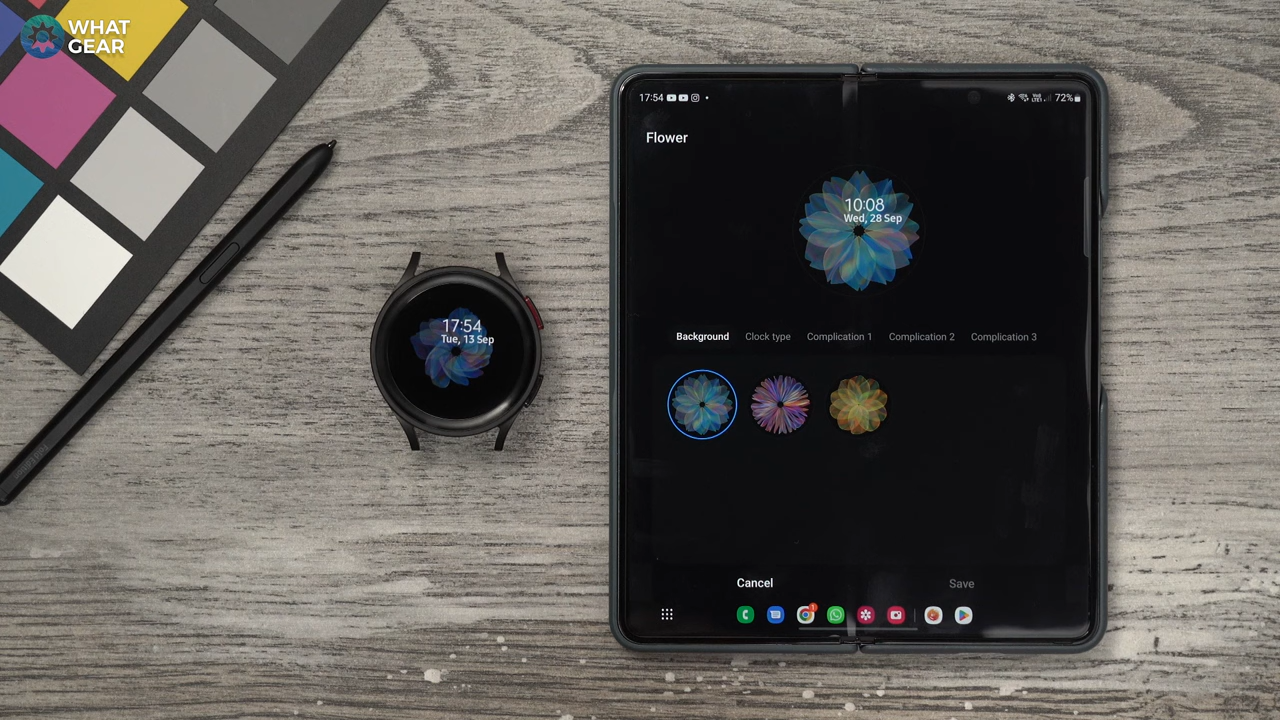 WHAT
GEAR
17:54
72%
Flower
10:08
Wed, 28 Sep
17:54
Tue, 13 Sep
Background Clock type Complication 1 Complication 2 Complication 3
Cancel Save
1